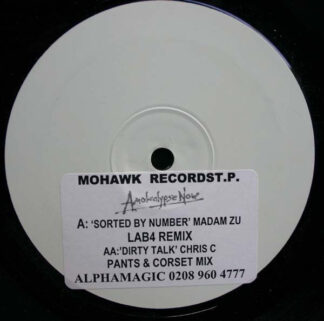 MOHAWK RECORDST.P.
Apokalypse Now
A: 'SORTED BY NUMBER' MADAM ZU
LAB4 REMIX
AA:'DIRTY TALK' CHRIS C
PANTS & CORSET MIX
ALPHAMAGIC 0208 960 4777